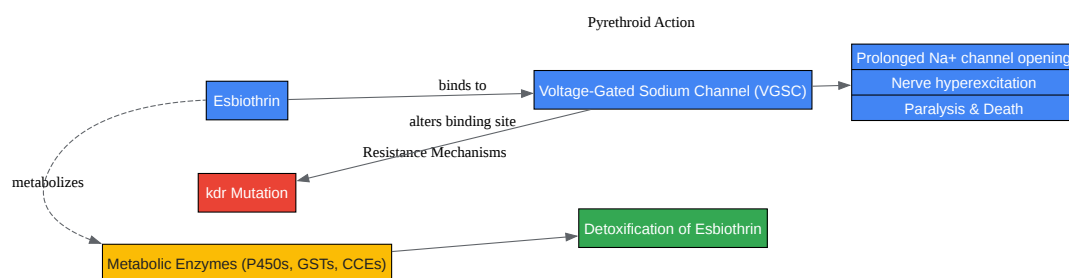 Pyrethroid Action
Prolonged Na+ channel opening
Nerve hyperexcitation
Paralysis & Death
Esbiothrin
binds to
Voltage-Gated Sodium Channel (VGSC)
alters binding site
Resistance Mechanisms
metabolizes
kdr Mutation
Detoxification of Esbiothrin
Metabolic Enzymes (P450s, GSTs, CCEs)